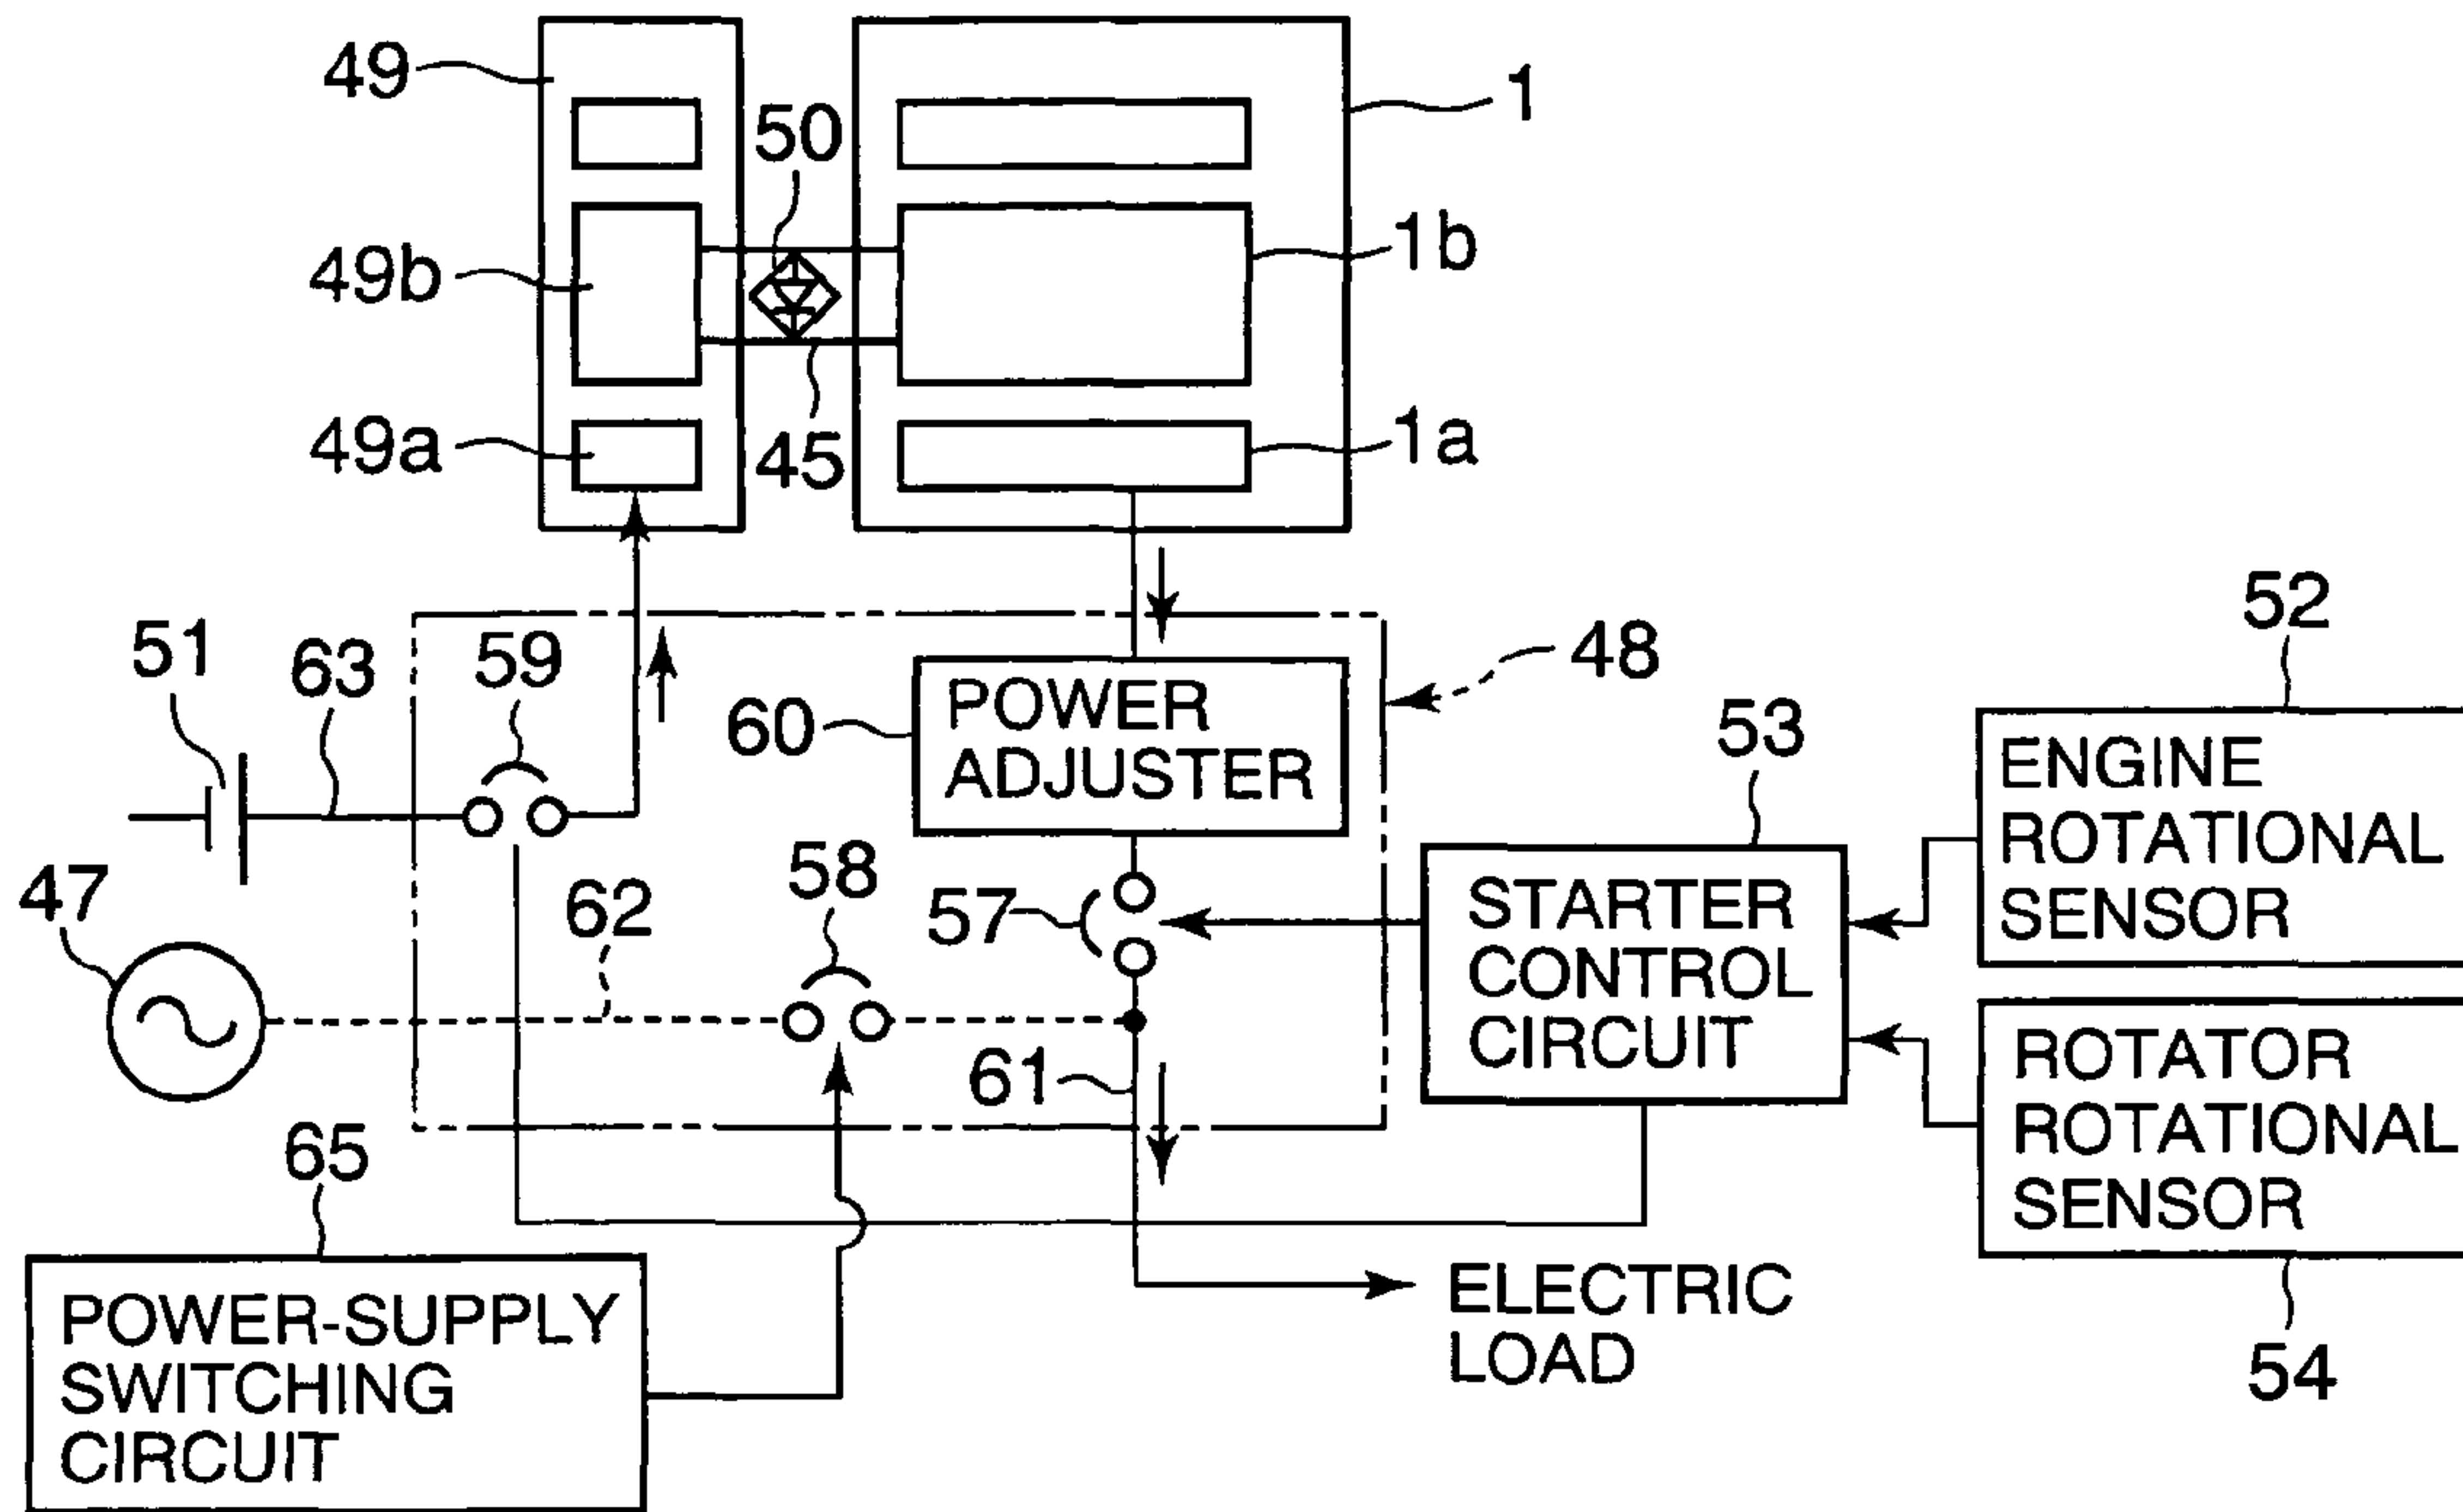 49
50
1
49b
1b
49a
45
1a
51
63
59
60
POWER
ADJUSTER
48
52
53
ENGINE
ROTATIONAL
SENSOR
47
62
58
57
STARTER
CONTROL
CIRCUIT
61
ROTATOR
ROTATIONAL
SENSOR
54
65
POWER-SUPPLY
SWITCHING
CIRCUIT
ELECTRIC
LOAD